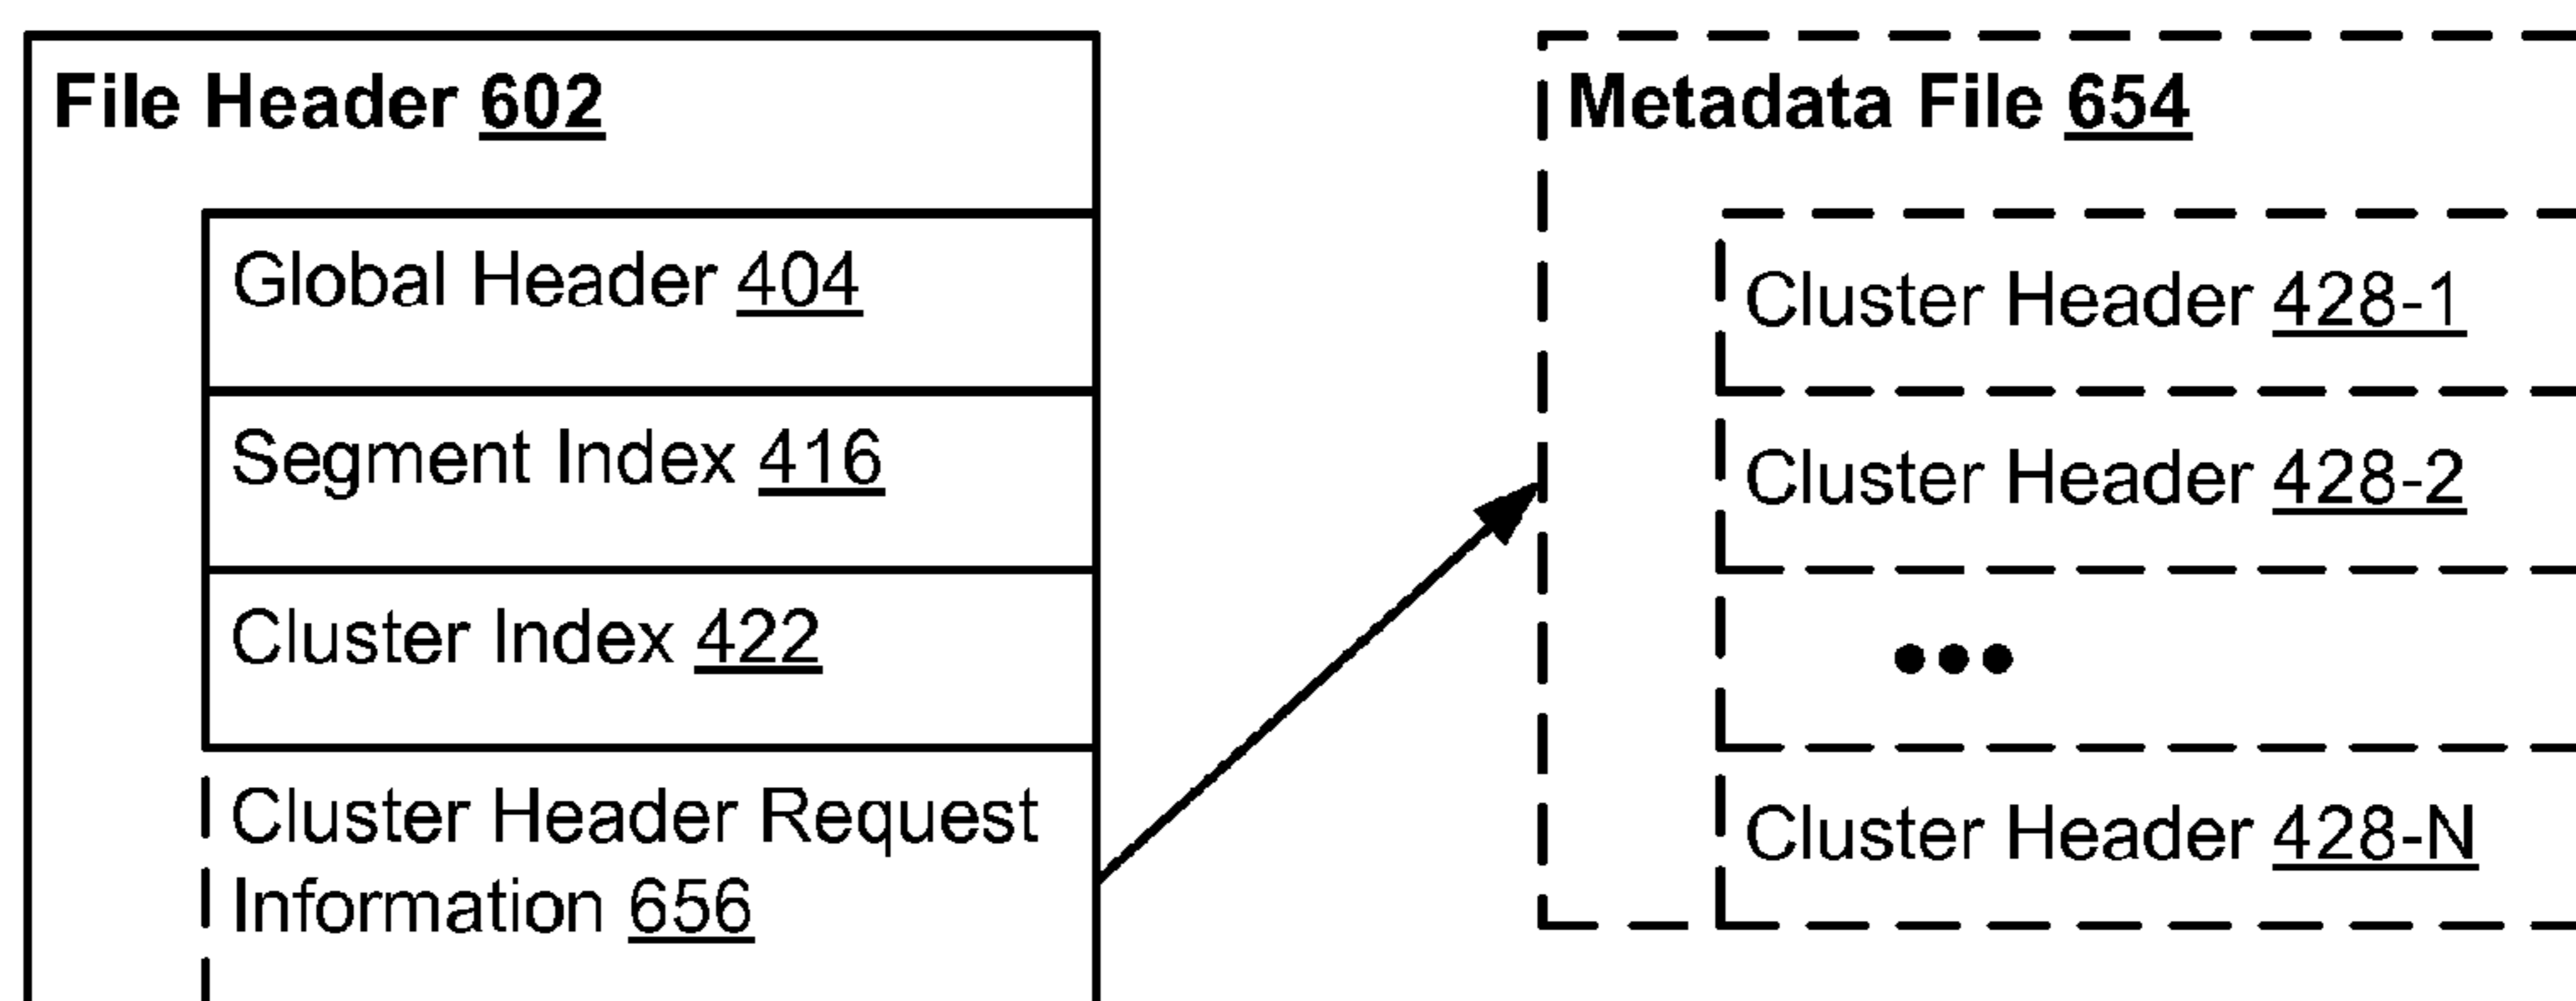 File Header 602
Global Header 404
Segment Index 416
Cluster Index 422
Cluster Header Request
Information 656
Metadata File 654
Cluster Header 428-1
Cluster Header 428-2
•••
Cluster Header 428-N